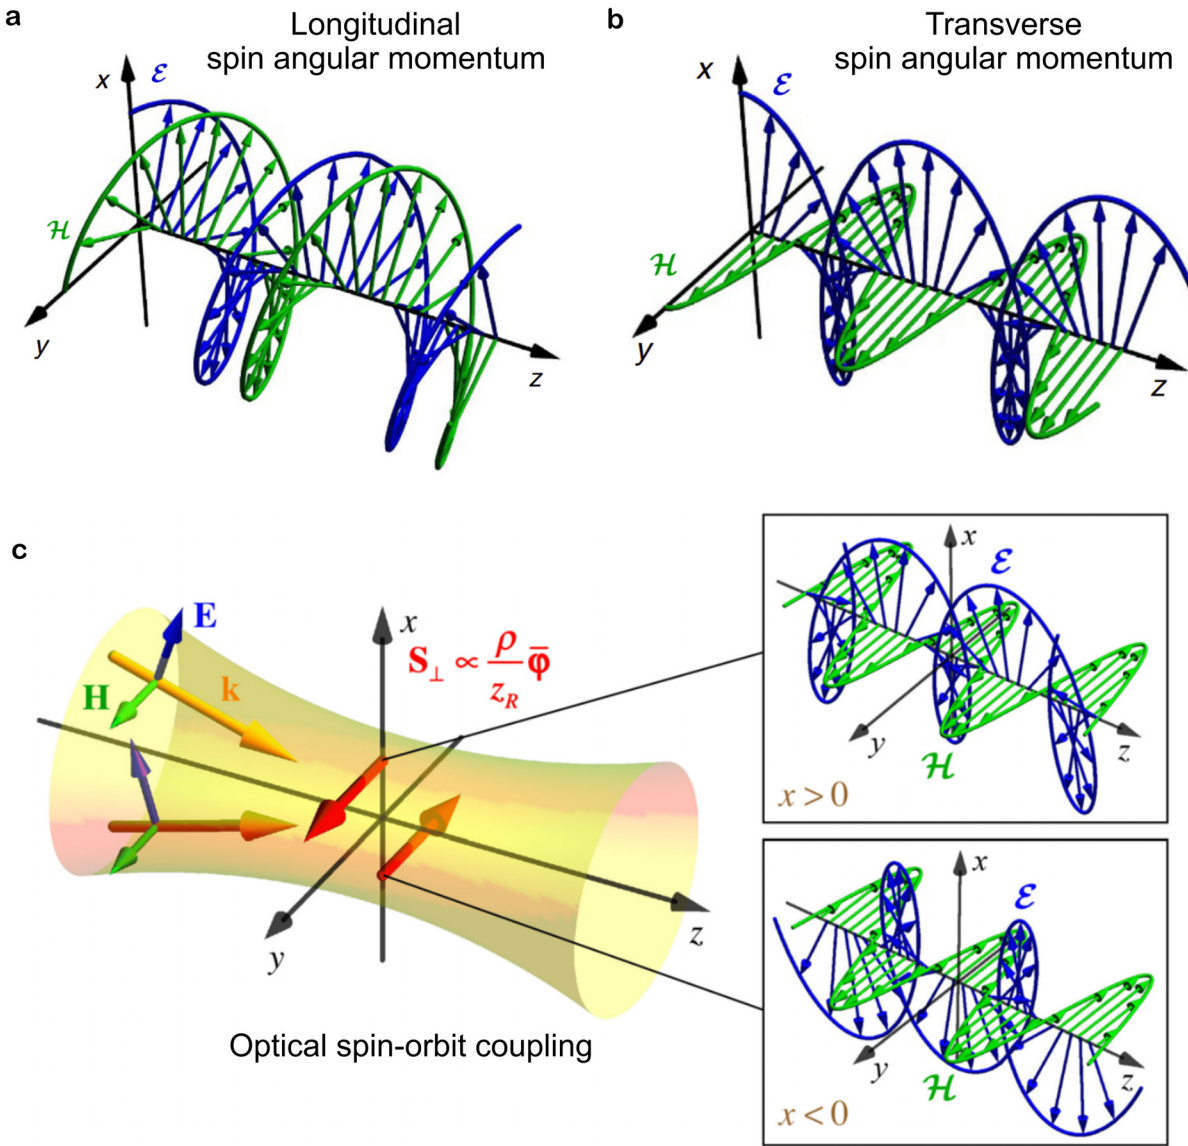 a
Longitudinal
spin angular momentum
x
ℰ
ℋ
y
z
b
Transverse
spin angular momentum
x
ℰ
ℋ
y
z
c
E
H
k
x
S⊥ ∝ ρ/z_R φ̄
y
z
Optical spin-orbit coupling
x
ℰ
y
ℋ
z
x > 0
x
ℰ
y
ℋ
z
x < 0